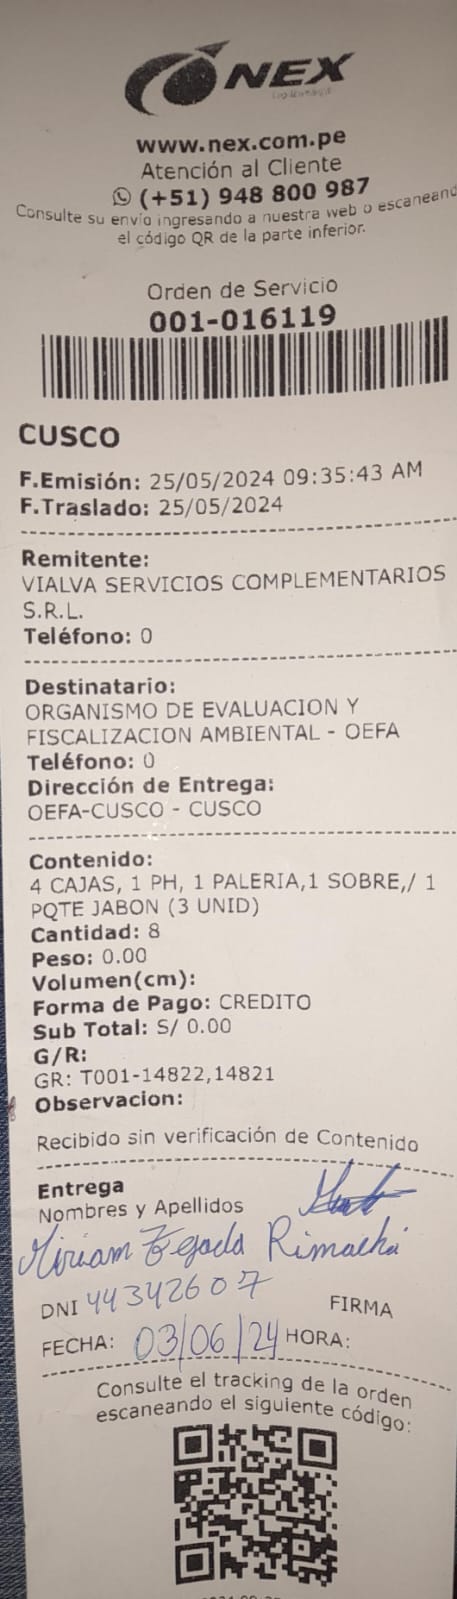 NEX
www.nex.com.pe
Atención al Cliente
(+51) 948 800 987
Consulte su envío ingresando a nuestra web o escaneand
el código QR de la parte inferior.
Orden de Servicio
001-016119
CUSCO
F.Emisión: 25/05/2024 09:35:43 AM
F.Traslado: 25/05/2024
Remitente:
VIALVA SERVICIOS COMPLEMENTARIOS
S.R.L.
Teléfono: 0
Destinatario:
ORGANISMO DE EVALUACION Y
FISCALIZACION AMBIENTAL - OEFA
Teléfono: 0
Dirección de Entrega:
OEFA-CUSCO - CUSCO
Contenido:
4 CAJAS, 1 PH, 1 PALERIA,1 SOBRE,/ 1
PQTE JABON (3 UNID)
Cantidad: 8
Peso: 0.00
Volumen(cm):
Forma de Pago: CREDITO
Sub Total: S/ 0.00
G/R:
GR: T001-14822,14821
Observacion:
Recibido sin verificación de Contenido
Entrega
Nombres y Apellidos
Miriam Tejada Rimachi
DNI 44342607
FIRMA
FECHA: 03/06/24 HORA:
Consulte el tracking de la orden
escaneando el siguiente código: